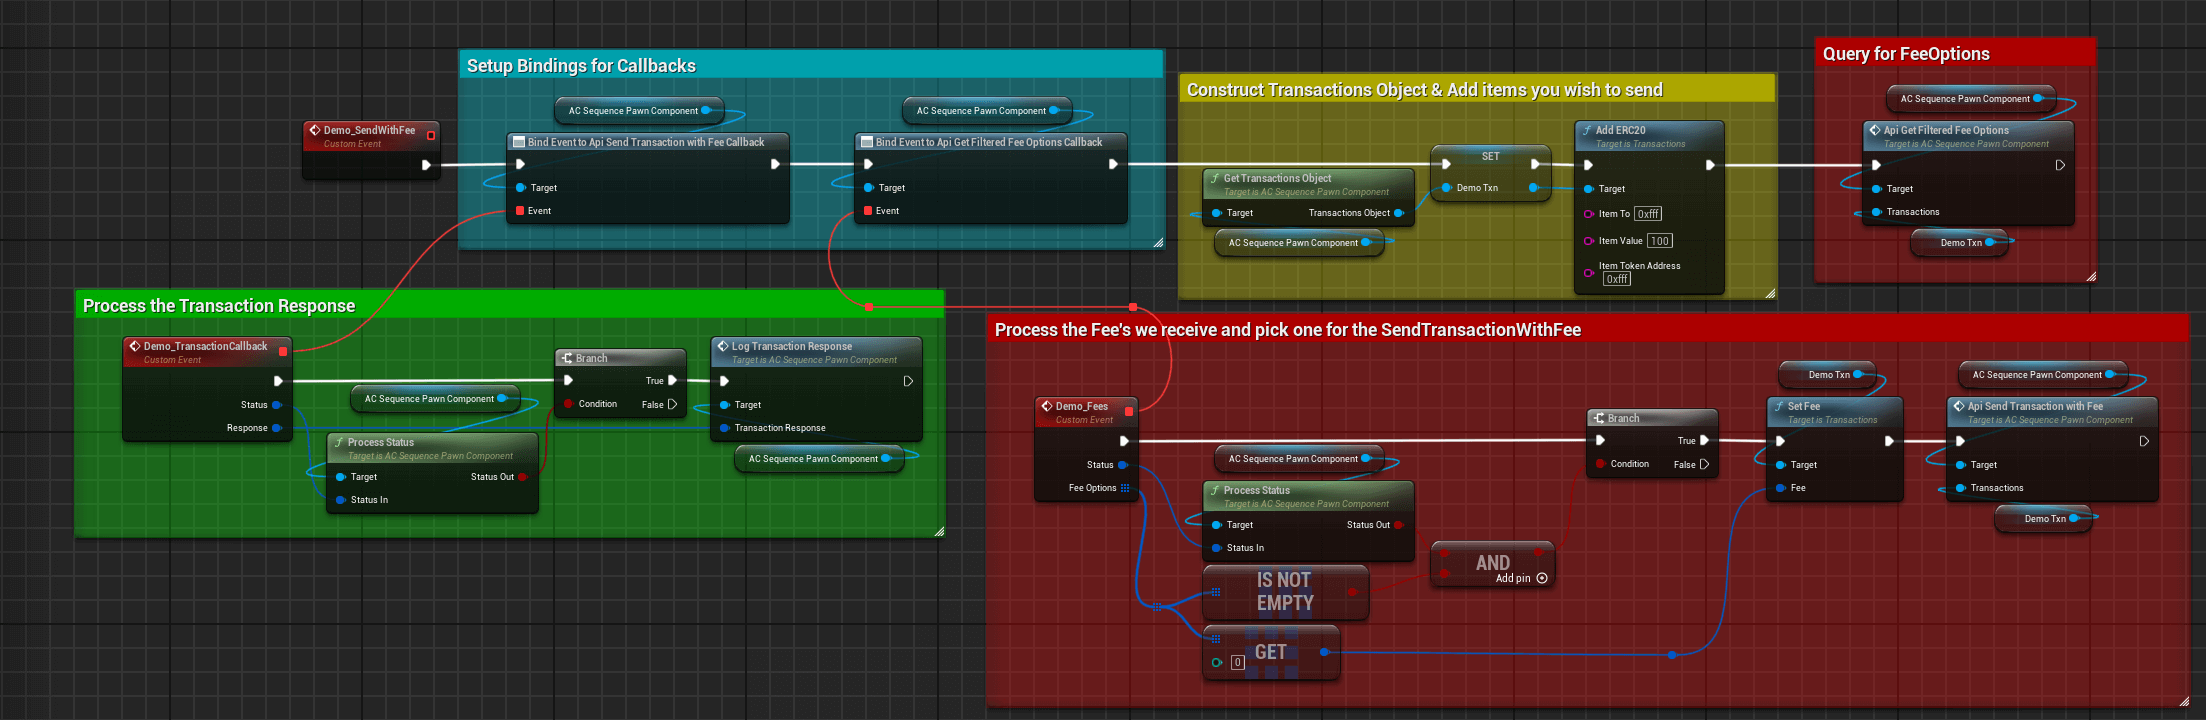 Setup Bindings for Callbacks
AC Sequence Pawn Component
AC Sequence Pawn Component
Demo_SendWithFee
Custom Event
Bind Event to Api Send Transaction with Fee Callback
Target
Event
Bind Event to Api Get Filtered Fee Options Callback
Target
Event
Construct Transactions Object & Add items you wish to send
Get Transactions Object
Target is AC Sequence Pawn Component
Target
Transactions Object
AC Sequence Pawn Component
SET
Demo Txn
Add ERC20
Target is Transactions
Target
Item To 0xfff
Item Value 100
Item Token Address
0xfff
Query for FeeOptions
AC Sequence Pawn Component
Api Get Filtered Fee Options
Target is AC Sequence Pawn Component
Target
Transactions
Demo Txn
Process the Transaction Response
Demo_TransactionCallback
Custom Event
Status
Response
AC Sequence Pawn Component
Process Status
Target is AC Sequence Pawn Component
Target
Status Out
Status In
Branch
True
Condition
False
Log Transaction Response
Target is AC Sequence Pawn Component
Target
Transaction Response
AC Sequence Pawn Component
Process the Fee's we receive and pick one for the SendTransactionWithFee
Demo_Fees
Custom Event
Status
Fee Options
AC Sequence Pawn Component
Process Status
Target is AC Sequence Pawn Component
Target
Status Out
Status In
IS NOT
EMPTY
GET
0
AND
Add pin
Branch
True
Condition
False
Demo Txn
Set Fee
Target is Transactions
Target
Fee
AC Sequence Pawn Component
Api Send Transaction with Fee
Target is AC Sequence Pawn Component
Target
Transactions
Demo Txn